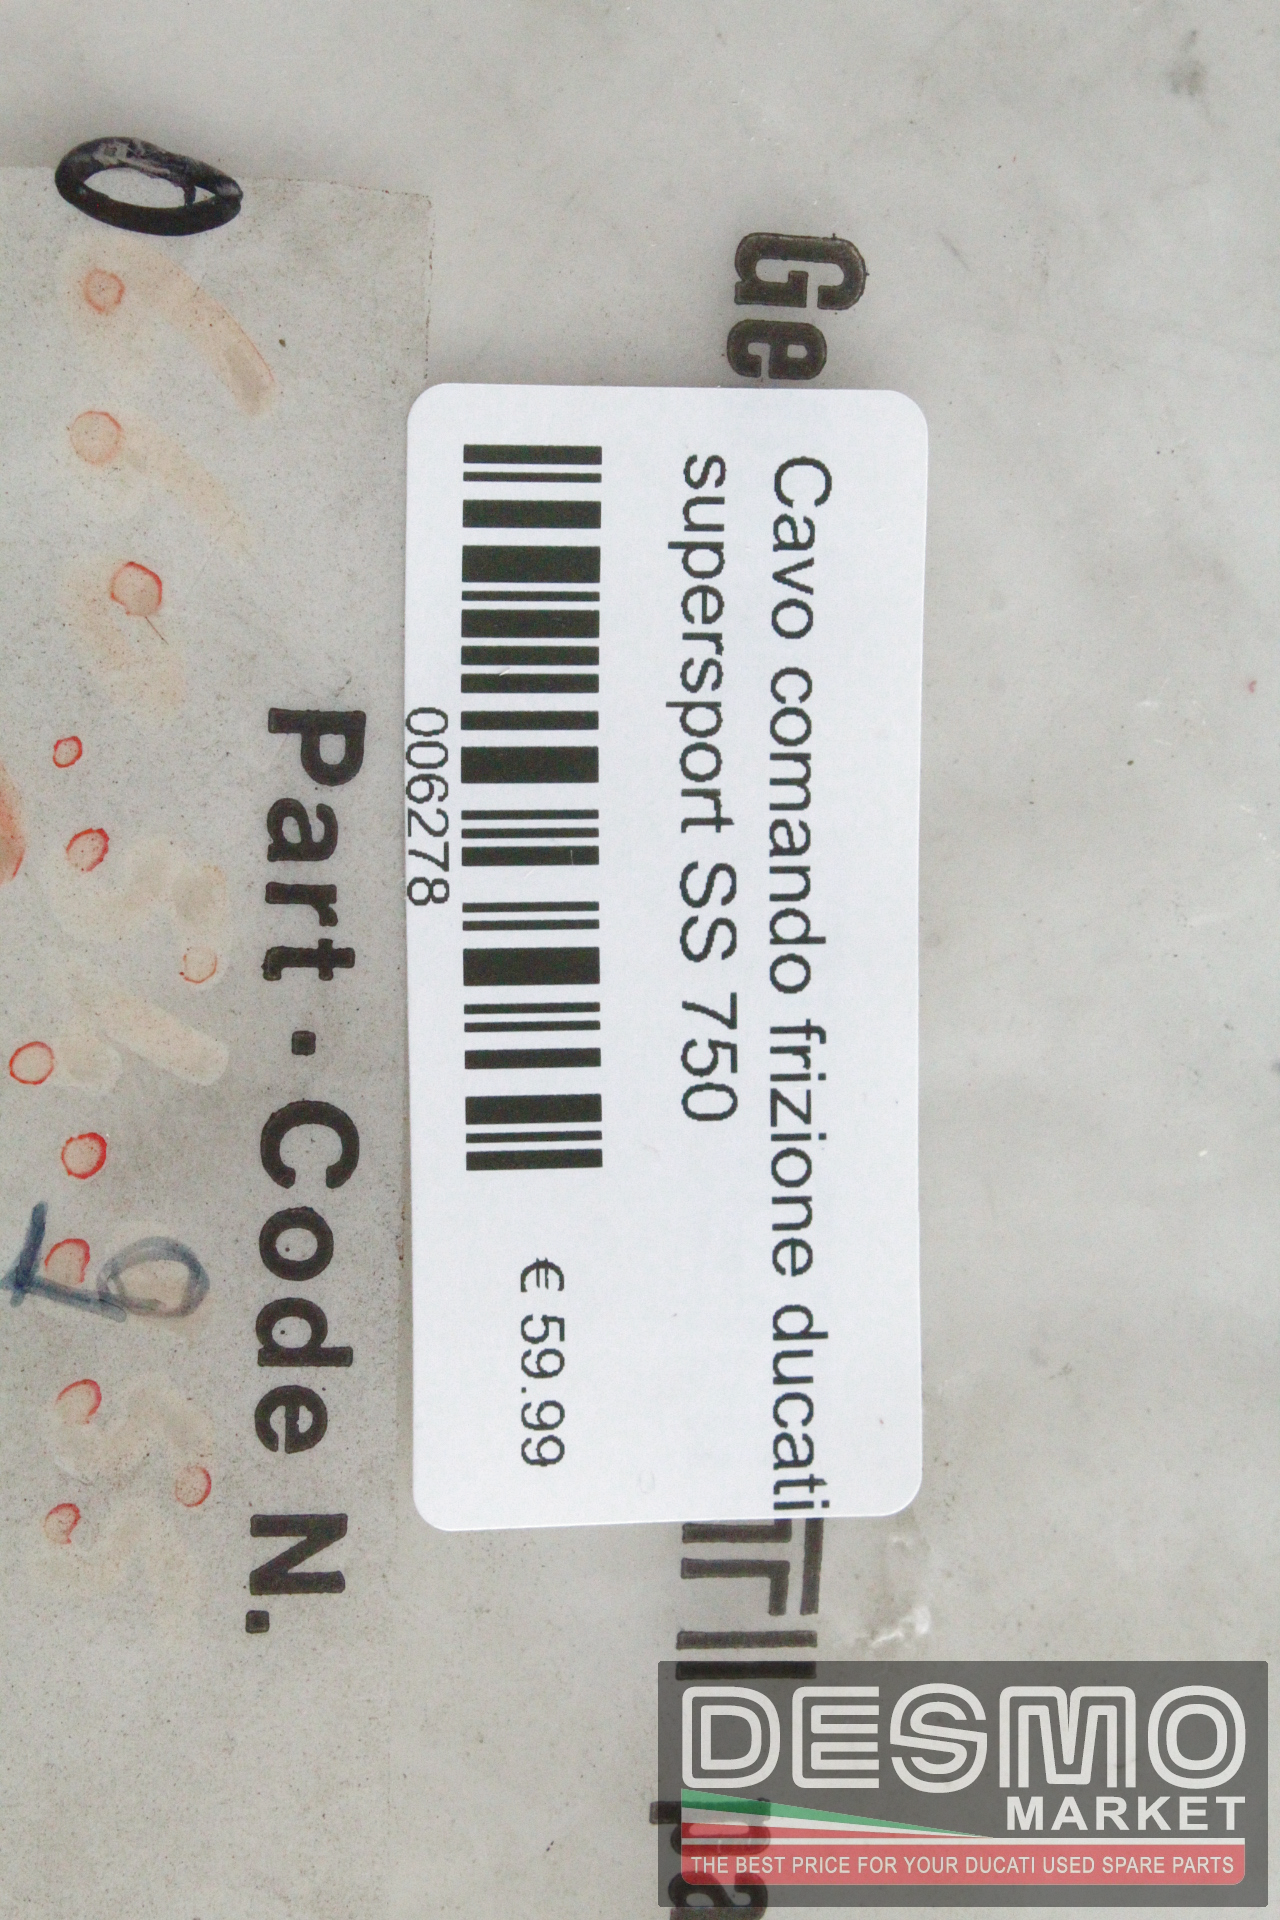 Ge
Cavo comando frizione ducati
supersport SS 750
006278
€ 59.99
Part · Code N.
DESMO
MARKET
THE BEST PRICE FOR YOUR DUCATI USED SPARE PARTS